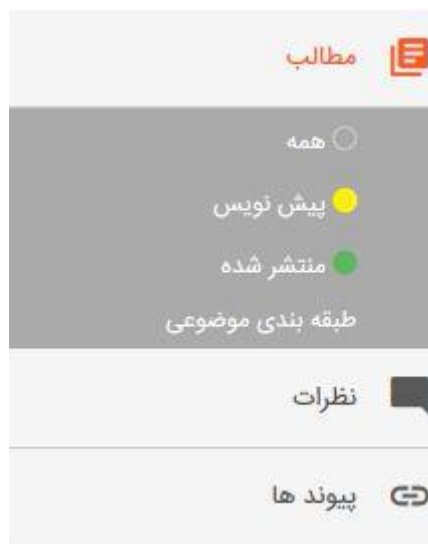 مطالب
همه
پیش نویس
منتشر شده
طبقه بندی موضوعی
نظرات
پیوند ها